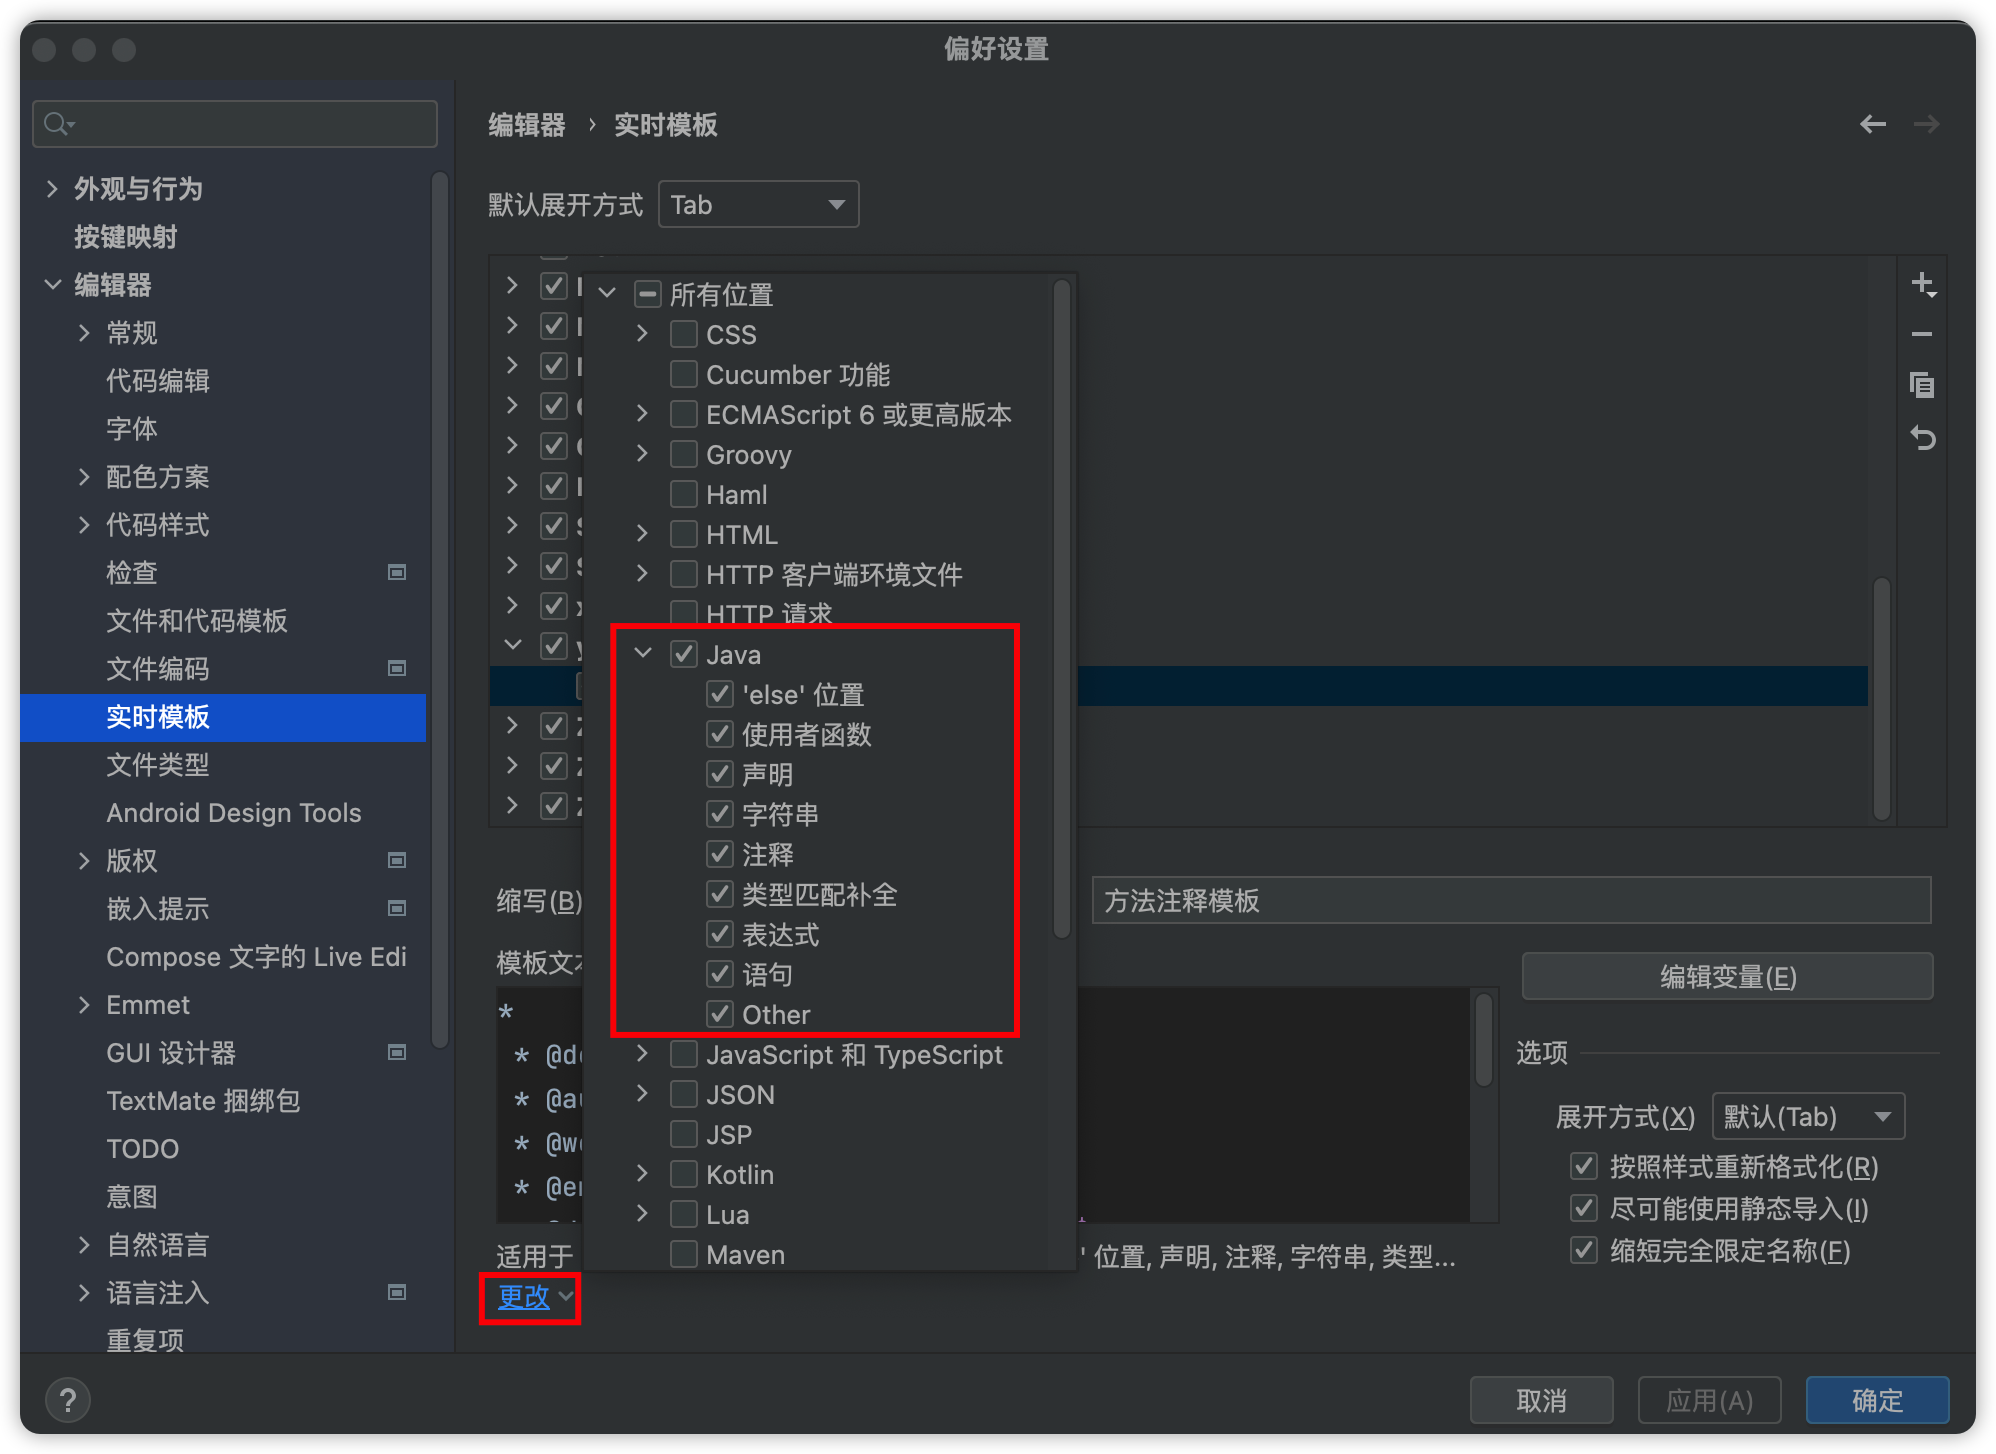 偏好设置
编辑器 › 实时模板
默认展开方式 Tab
外观与行为
按键映射
编辑器
常规
代码编辑
字体
配色方案
代码样式
检查
文件和代码模板
文件编码
实时模板
文件类型
Android Design Tools
版权
嵌入提示
Compose 文字的 Live Edi
Emmet
GUI 设计器
TextMate 捆绑包
TODO
意图
自然语言
语言注入
重复项
所有位置
CSS
Cucumber 功能
ECMAScript 6 或更高版本
Groovy
Haml
HTML
HTTP 客户端环境文件
HTTP 请求
Java
'else' 位置
使用者函数
声明
字符串
注释
类型匹配补全
表达式
语句
Other
JavaScript 和 TypeScript
JSON
JSP
Kotlin
Lua
Maven
缩写(B)
方法注释模板
模板文本
*
* @de
* @au
* @we
* @er
编辑变量(E)
选项
展开方式(X) 默认(Tab)
按照样式重新格式化(R)
尽可能使用静态导入(I)
缩短完全限定名称(F)
适用于
' 位置, 声明, 注释, 字符串, 类型...
更改
?
取消
应用(A)
确定